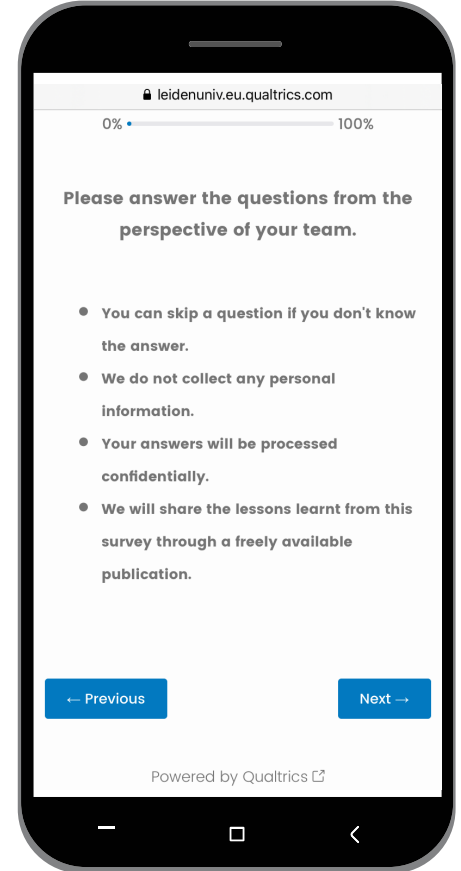 leidenuniv.eu.qualtrics.com
0% 100%
Please answer the questions from the
perspective of your team.
You can skip a question if you don't know
the answer.
We do not collect any personal
information.
Your answers will be processed
confidentially.
We will share the lessons learnt from this
survey through a freely available
publication.
← Previous
Next →
Powered by Qualtrics